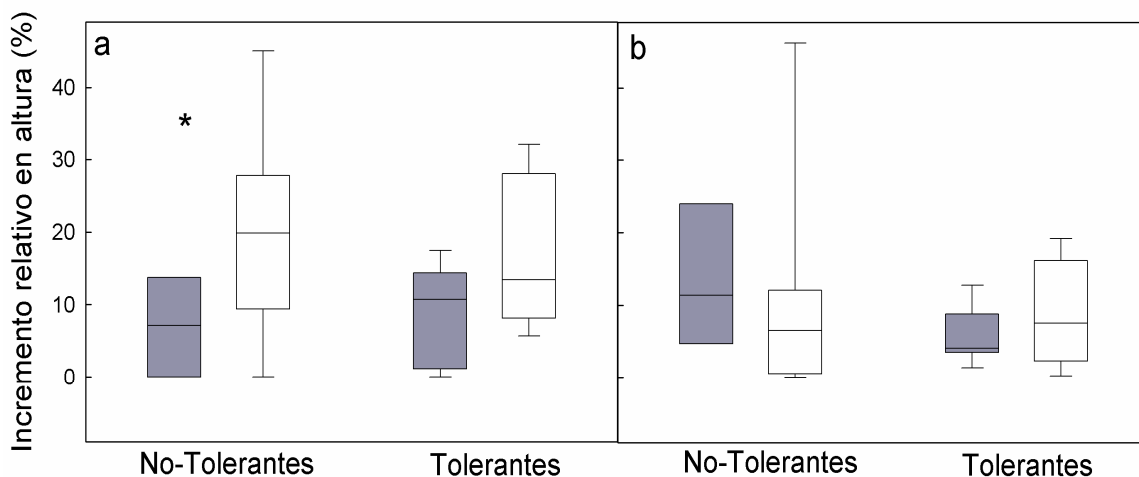 Incremento relativo en altura (%)
a
b
*
40
30
20
10
0
No-Tolerantes
Tolerantes
No-Tolerantes
Tolerantes